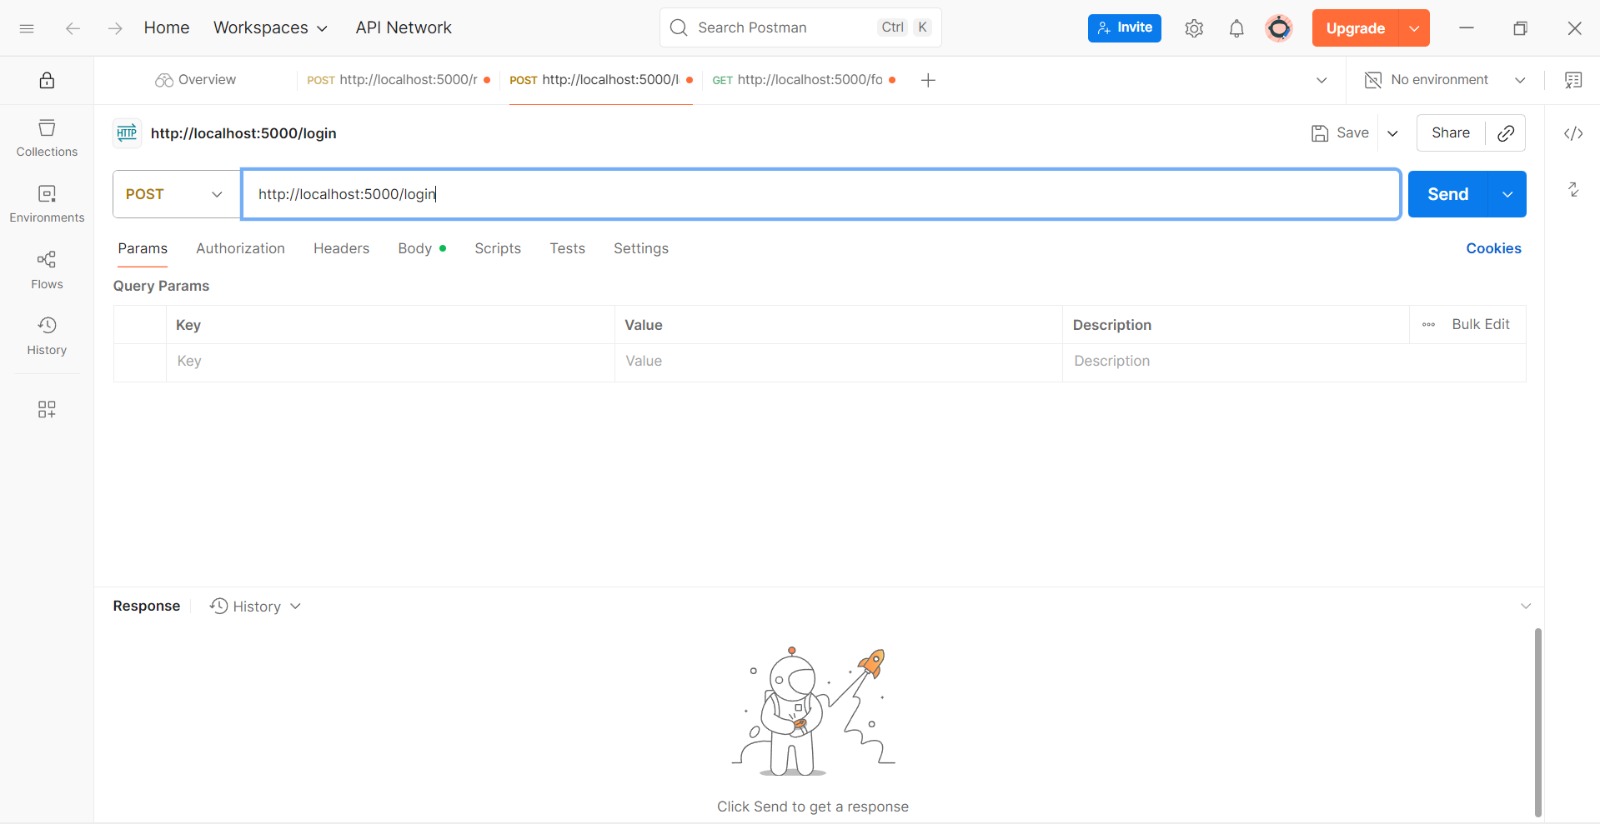 Home Workspaces API Network Search Postman Ctrl K Invite Upgrade
Overview POST http://localhost:5000/r POST http://localhost:5000/l GET http://localhost:5000/fo No environment
HTTP http://localhost:5000/login Save Share
Collections
POST http://localhost:5000/login Send
Environments
Params Authorization Headers Body Scripts Tests Settings Cookies
Flows
Query Params
Key Value Description Bulk Edit
History
Key Value Description
Response History
Click Send to get a response